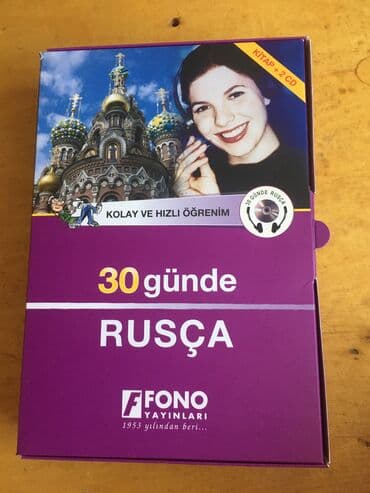 KİTAP + 2 CD
KOLAY VE HIZLI ÖĞRENİM
30 GÜNDE RUSÇA
30 günde
RUSÇA
FONO
YAYINLARI
1953 yılından beri...